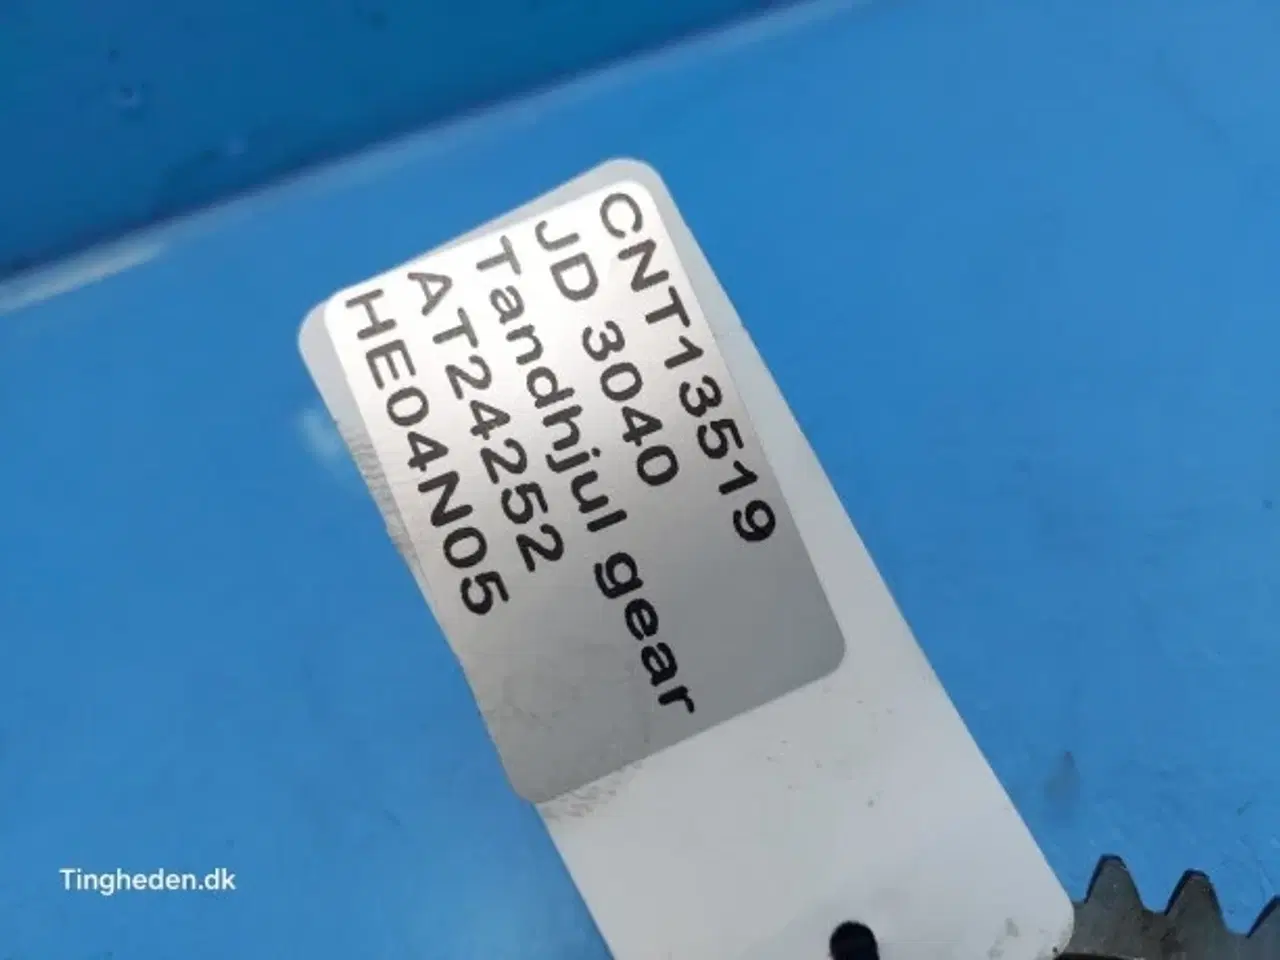 CNT13519
JD 3040
Tandhjul gear
AT24252
HE04N05
Tingheden.dk